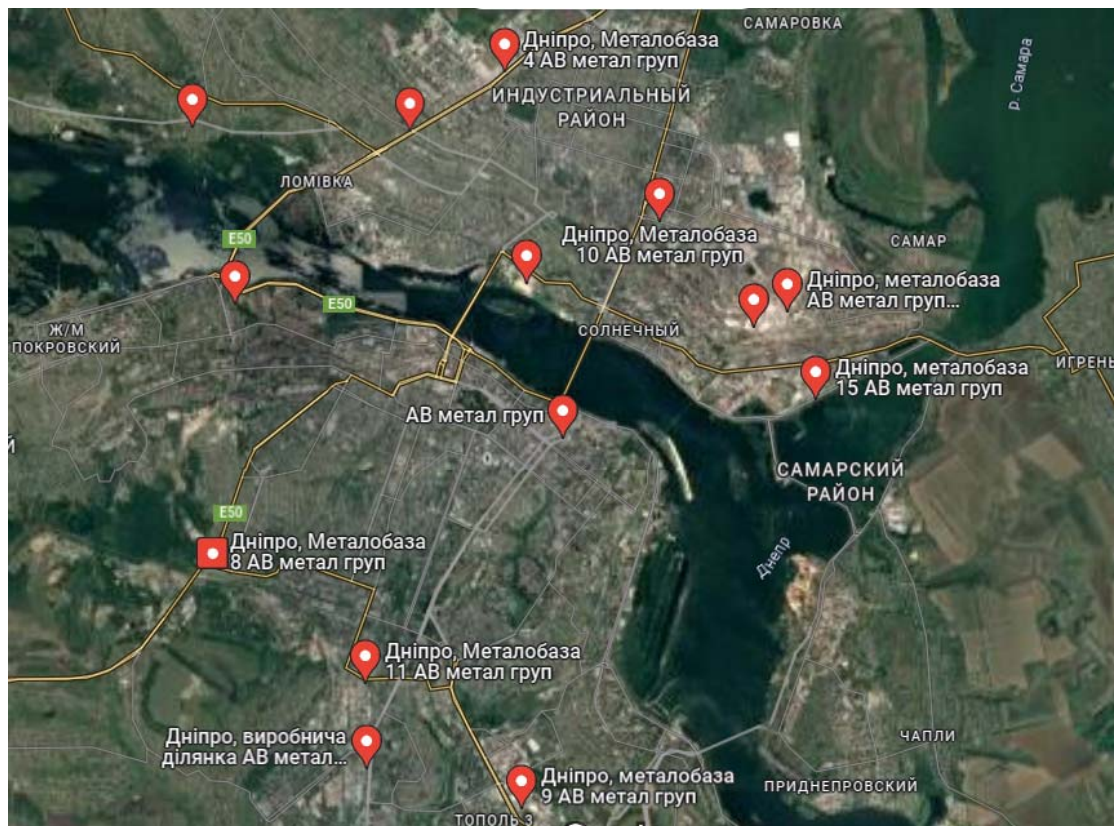 САМАРОВКА
Дніпро, Металобаза
4 АВ метал груп
р. Самара
ИНДУСТРИАЛЬНЫЙ
РАЙОН
ЛОМІВКА
E50
Дніпро, Металобаза
10 АВ метал груп
САМАР
Дніпро, металобаза
АВ метал груп...
E50
СОЛНЕЧНЫЙ
Ж/М
ПОКРОВСКИЙ
ИГРЕНЬ
Дніпро, металобаза
15 АВ метал груп
АВ метал груп
Й
САМАРСКИЙ
РАЙОН
E50
Днепр
Дніпро, Металобаза
8 АВ метал груп
Дніпро, Металобаза
11 АВ метал груп
Дніпро, виробнича
ділянка АВ метал...
ЧАПЛИ
Дніпро, металобаза
9 АВ метал груп
ПРИДНЕПРОВСКИЙ
ТОПОЛЬ 3